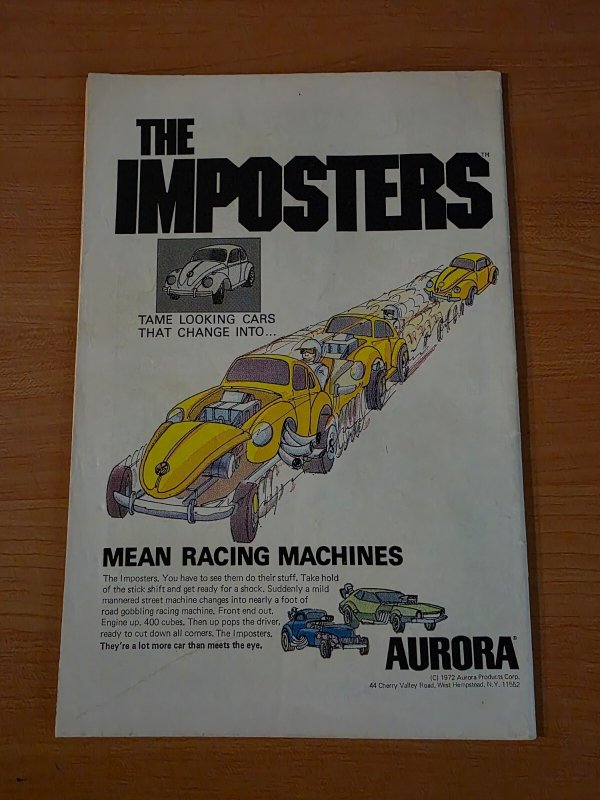 THE
IMPOSTERS™
TAME LOOKING CARS
THAT CHANGE INTO...
MEAN RACING MACHINES
The Imposters. You have to see them do their stuff. Take hold
of the stick shift and get ready for a shock. Suddenly a mild
mannered street machine changes into nearly a foot of
road gobbling racing machine. Front end out.
Engine up. 400 cubes. Then up pops the driver,
ready to cut down all comers. The Imposters.
They're a lot more car than meets the eye.
AURORA®
(C) 1972 Aurora Products Corp.
44 Cherry Valley Road, West Hempstead, N.Y. 11552